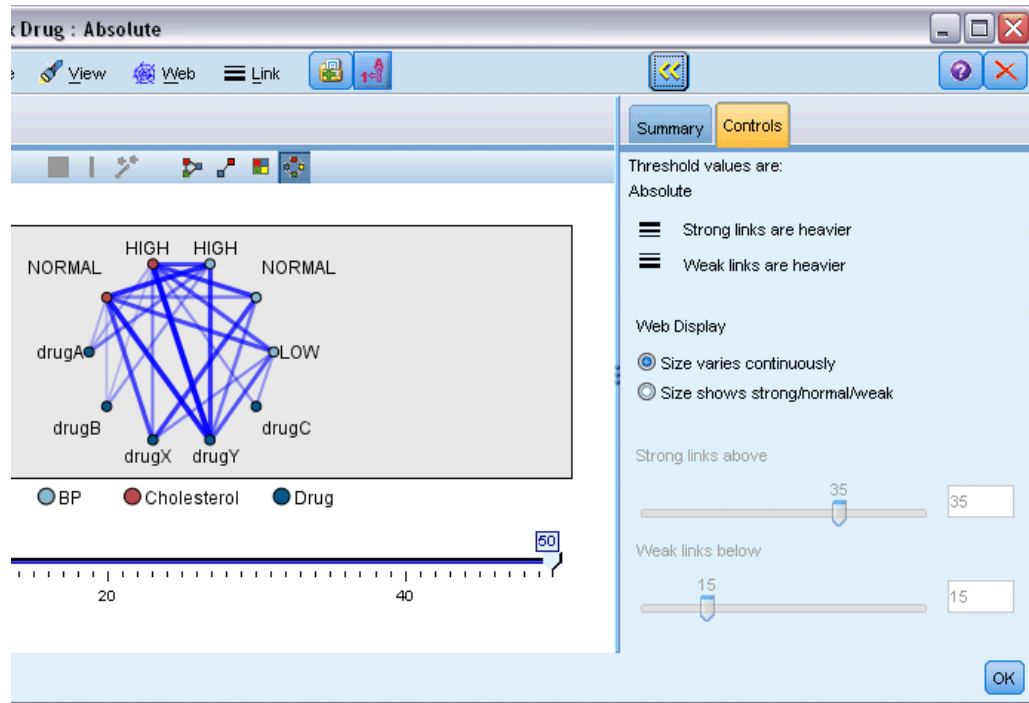 x Drug : Absolute
View Web Link
Summary Controls
Threshold values are:
Absolute
Strong links are heavier
Weak links are heavier
Web Display
Size varies continuously
Size shows strong/normal/weak
Strong links above
35
35
Weak links below
15
15
OK
HIGH HIGH
NORMAL NORMAL
drugA LOW
drugB drugC
drugX drugY
BP Cholesterol Drug
50
20 40